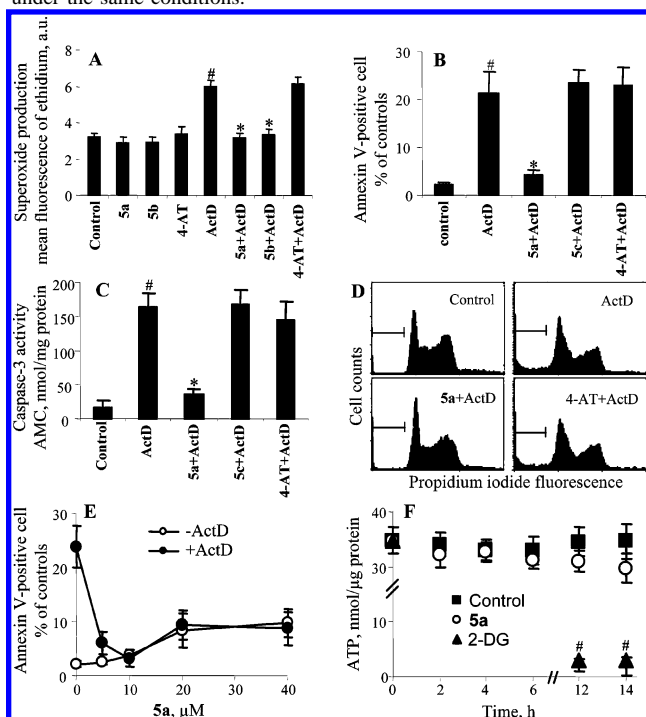 under the same conditions.
A
Superoxide production
mean fluorescence of ethidium, a.u.
8
6
4
2
0
#
*
*
Control
5a
5b
4-AT
ActD
5a+ActD
5b+ActD
4-AT+ActD
B
Annexin V-positive cell
% of controls
30
20
10
0
#
*
control
ActD
5a+ActD
5c+ActD
4-AT+ActD
C
Caspase-3 activity
AMC, nmol/mg protein
200
150
100
50
0
#
*
Control
ActD
5a+ActD
5c+ActD
4-AT+ActD
D
Cell counts
Control
ActD
5a+ActD
4-AT+ActD
Propidium iodide fluorescence
E
Annexin V-positive cell
% of controls
30
20
10
0
-ActD
+ActD
0 10 20 30 40
5a, µM
F
ATP, nmol/µg protein
40
30
10
0
Control
5a
2-DG
# #
0 2 4 6 12 14
Time, h